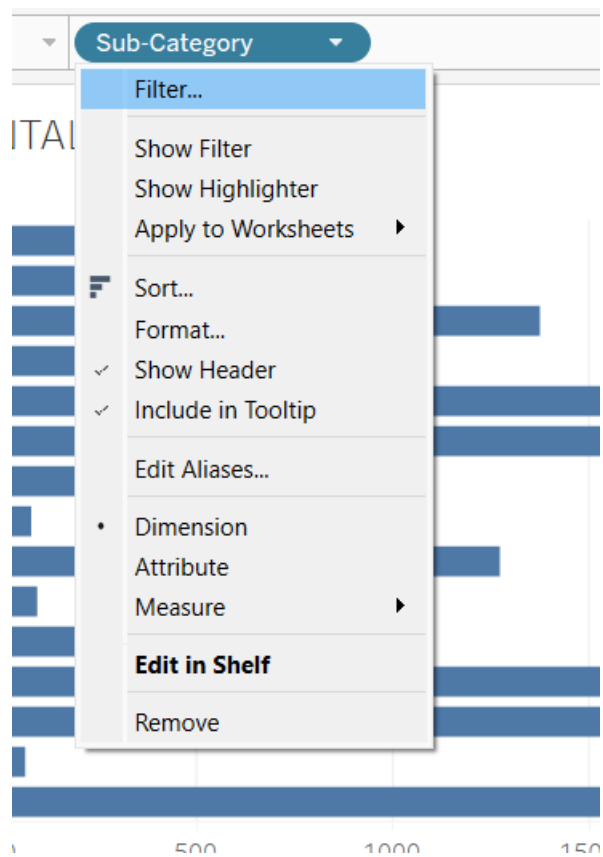 Sub-Category
Filter...
ITAL
Show Filter
Show Highlighter
Apply to Worksheets
Sort...
Format...
Show Header
Include in Tooltip
Edit Aliases...
Dimension
Attribute
Measure
Edit in Shelf
Remove
500
1000